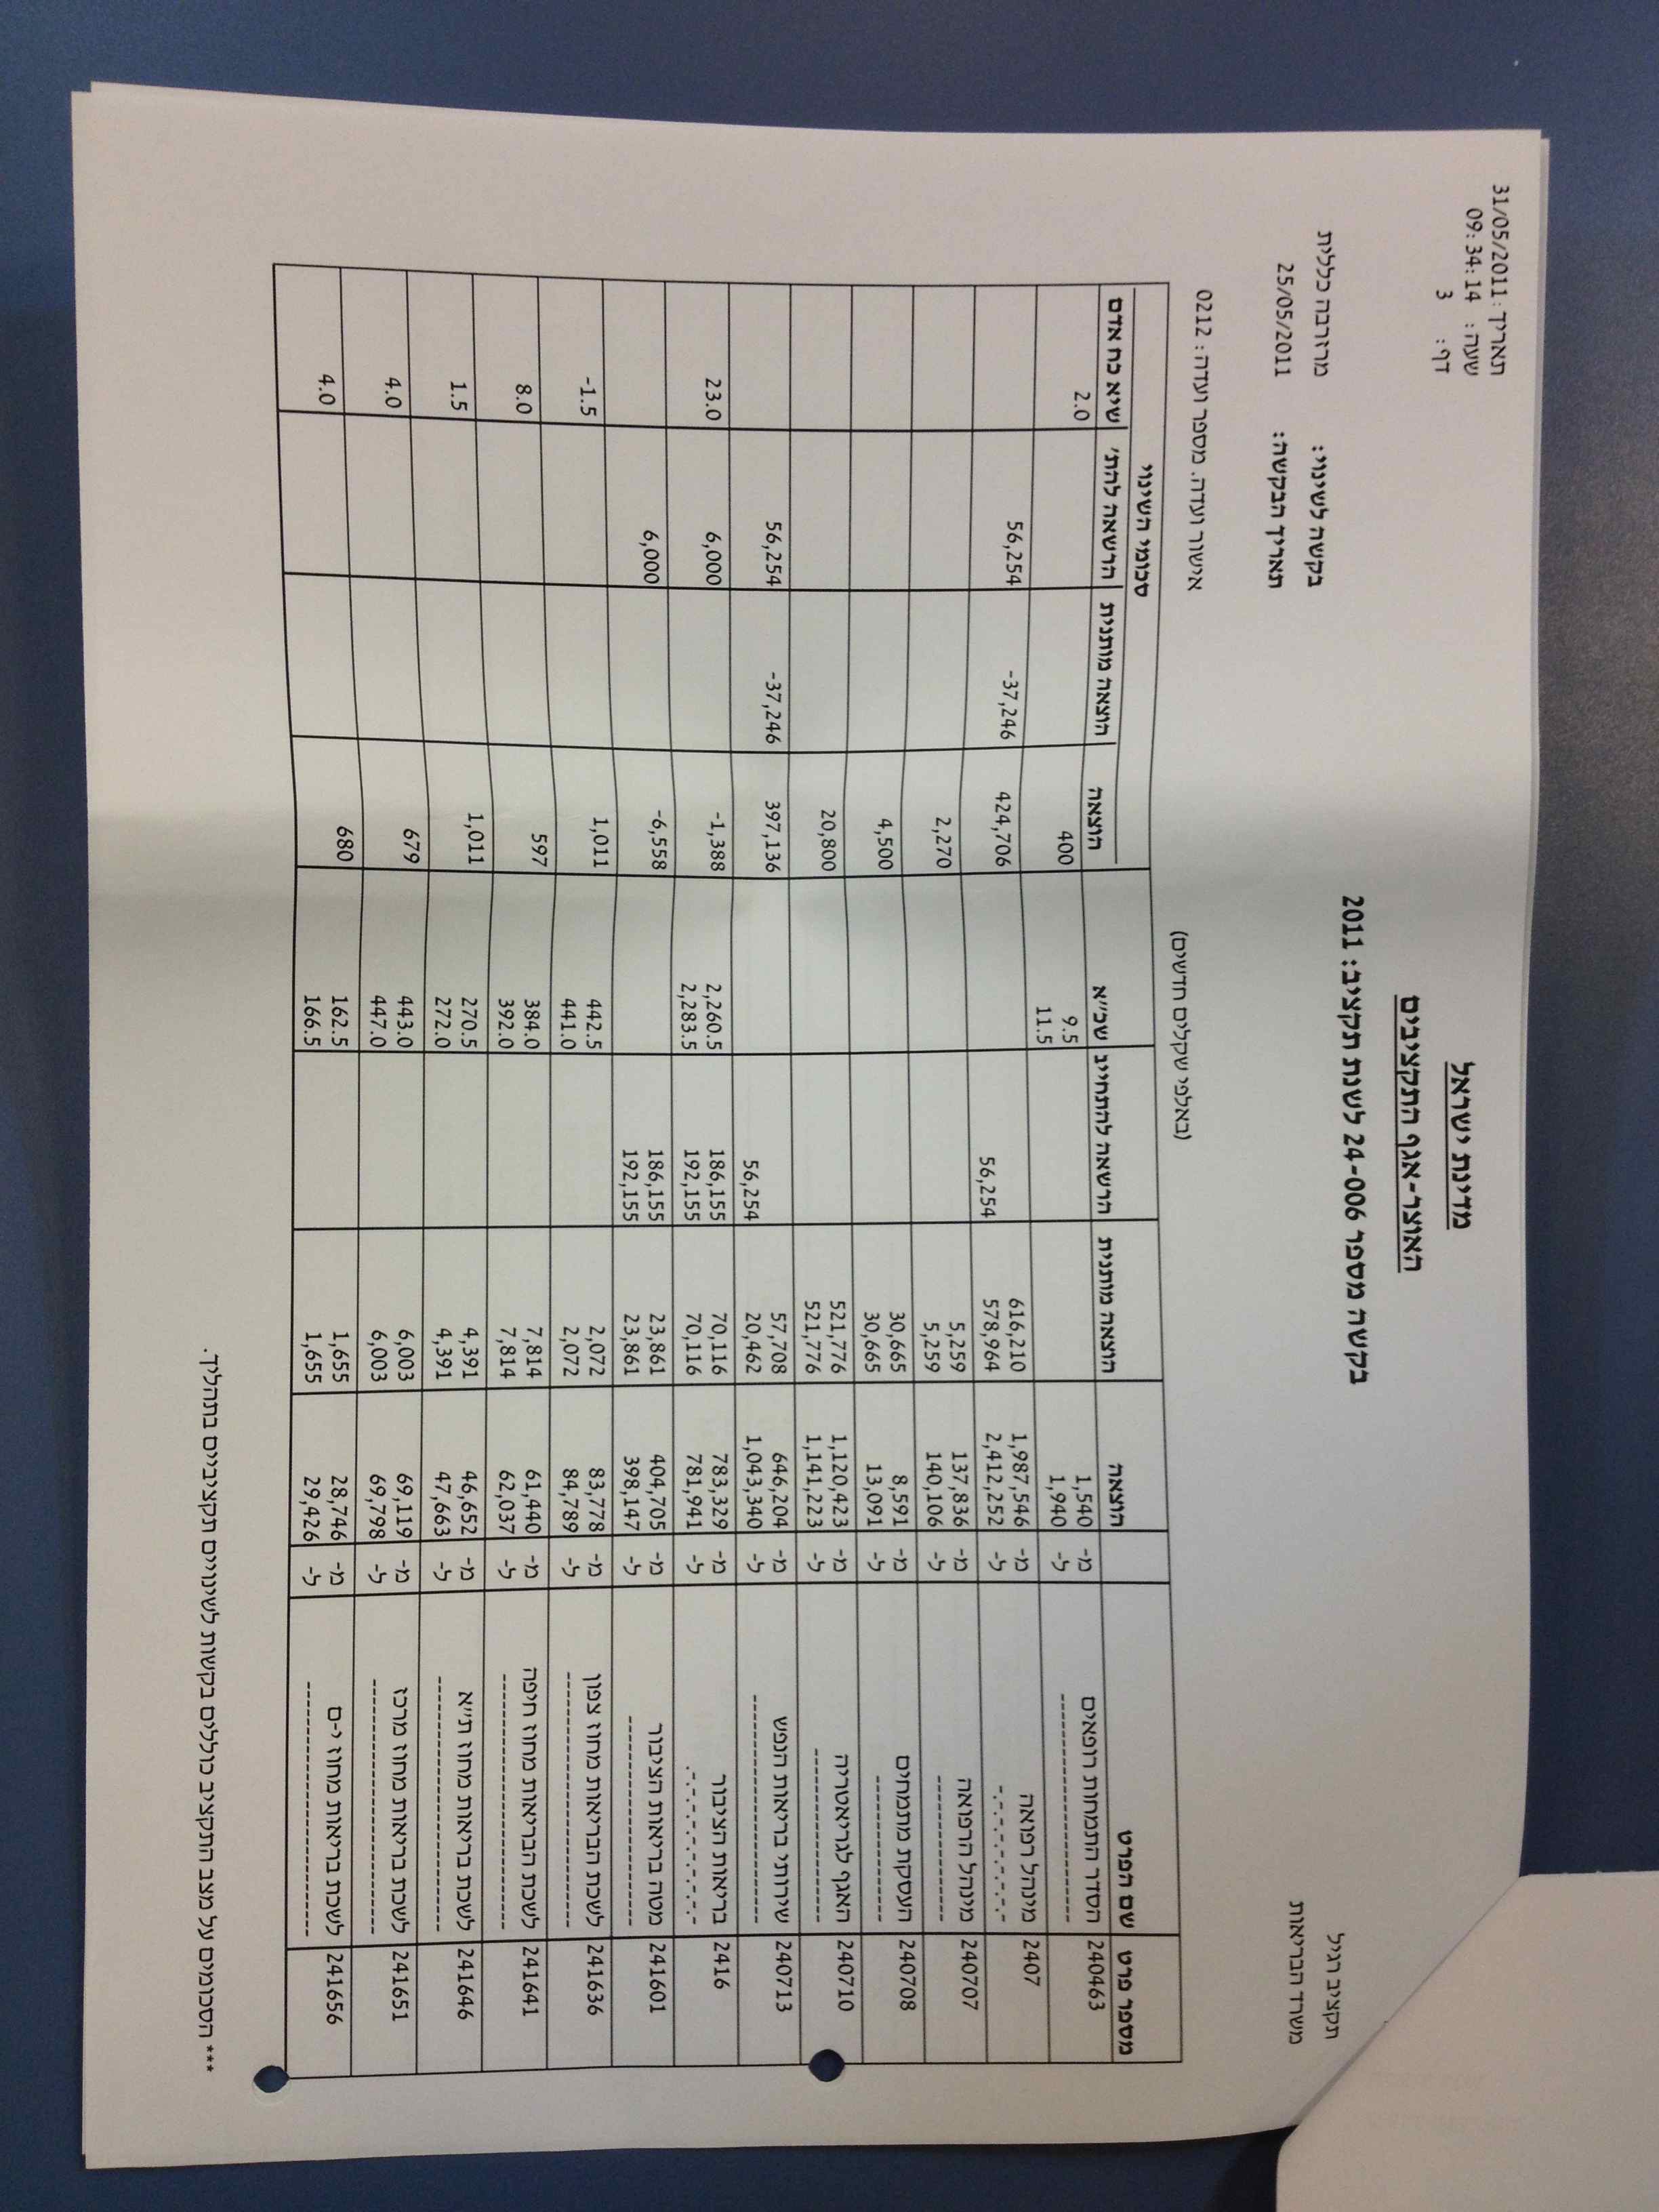 תאריך: 31/05/2011
שעה: 09:34:14
דף: 3
מדינת ישראל
האוצר-אגף התקציבים
בקשה מספר 24-006 לשנת תקציב: 2011
תקציב רגיל
משרד הבריאות
בקשה לשינוי: מרזרבה כללית
תאריך הבקשה: 25/05/2011
אישור ועדה. מספר ועדה: 0212
(באלפי שקלים חדשים)
סכומי השינוי
מספר פרט שם הפרט הוצאה הוצאה מותנית הרשאה להתחייב שכ"א הוצאה הוצאה מותנית הרשאה להת' שיא כח אדם
240463 הסדר התמחות רופאים מ- 1,540 9.5 400 2.0
------------------- ל- 1,940 11.5
2407 מינהל רפואה מ- 1,987,546 616,210 424,706 -37,246 56,254
-.-.-.-.-.-.-.- ל- 2,412,252 578,964 56,254
240707 מינהל הרפואה מ- 137,836 5,259 2,270
------------- ל- 140,106 5,259
240708 העסקת מתמחים מ- 8,591 30,665 4,500
------------- ל- 13,091 30,665
240710 האגף לגריאטריה מ- 1,120,423 521,776 20,800
--------------- ל- 1,141,223 521,776
240713 שירותי בריאות הנפש מ- 646,204 57,708 397,136 -37,246 56,254
------------------- ל- 1,043,340 20,462 56,254
2416 בריאות הציבור מ- 783,329 70,116 186,155 2,260.5 -1,388 6,000 23.0
-.-.-.-.-.-.-.-.- ל- 781,941 70,116 192,155 2,283.5
241601 מטה בריאות הציבור מ- 404,705 23,861 186,155 -6,558 6,000
------------------ ל- 398,147 23,861 192,155
241636 לשכת הבריאות מחוז צפון מ- 83,778 2,072 442.5 1,011 -1.5
---------------------- ל- 84,789 2,072 441.0
241641 לשכת הבריאות מחוז חיפה מ- 61,440 7,814 384.0 597 8.0
---------------------- ל- 62,037 7,814 392.0
241646 לשכת בריאות מחוז ת"א מ- 46,652 4,391 270.5 1,011 1.5
---------------------- ל- 47,663 4,391 272.0
241651 לשכת בריאות מחוז מרכז מ- 69,119 6,003 443.0 679 4.0
---------------------- ל- 69,798 6,003 447.0
241656 לשכת בריאות מחוז י-ם מ- 28,746 1,655 162.5 680 4.0
---------------------- ל- 29,426 1,655 166.5
*** הסכומים על מצב התקציב כוללים בקשות לשינויים תקציביים בתהליך.